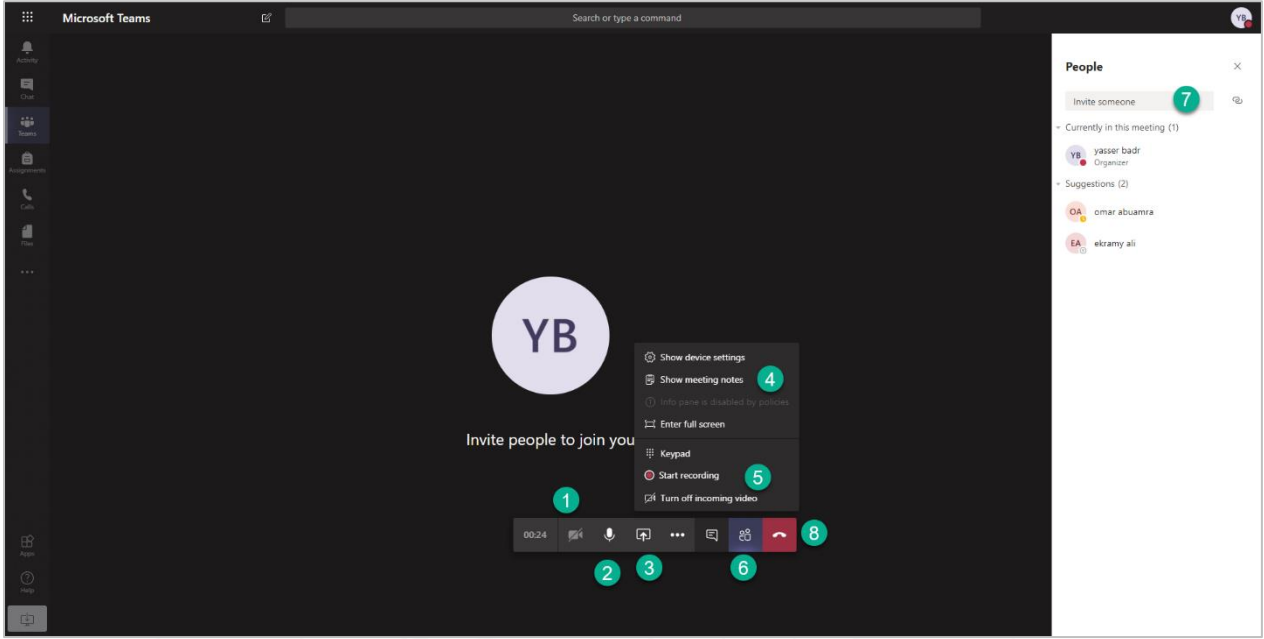 Microsoft Teams
Search or type a command
YB
Activity
Chat
Teams
Assignments
Calls
Files
Apps
Help
YB
Invite people to join you
Show device settings
Show meeting notes
4
Info pane is disabled by policies
Enter full screen
Keypad
Start recording
5
Turn off incoming video
1
00:24
8
2
3
6
People
Invite someone
7
Currently in this meeting (1)
YB
yasser badr
Organizer
Suggestions (2)
OA
omar abuamra
EA
ekramy ali